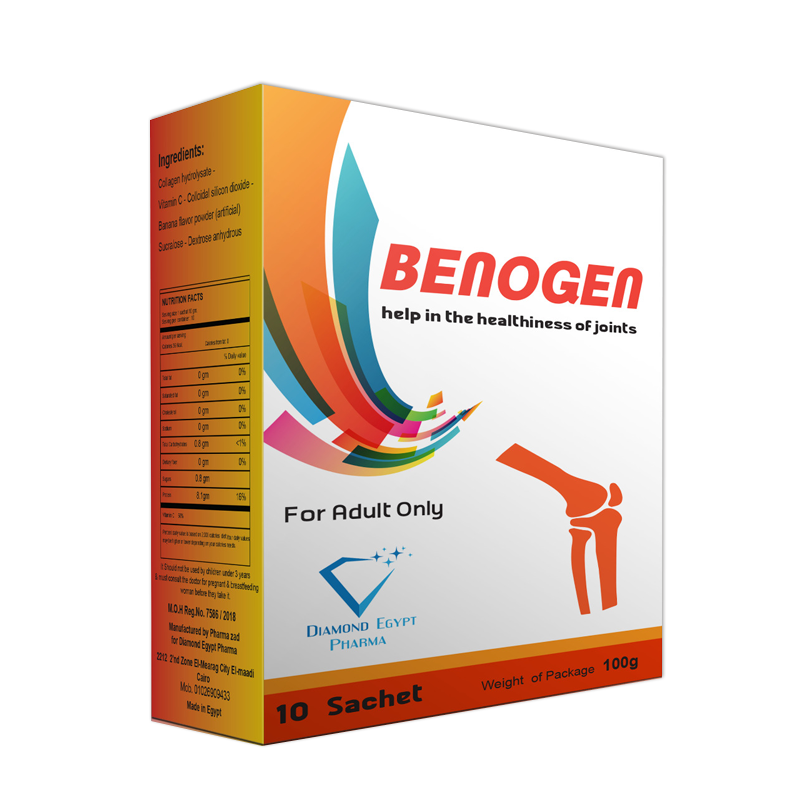 Ingredients:
Collagen hydrolysate -
Vitamin C - Colloidal silicon dioxide -
Banana flavor powder (artificial)
Sucralose - Dextrose anhydrous
NUTRITION FACTS
% Daily value
0 gm 0%
0 gm 0%
0 gm 0%
0 gm 0%
0.8 gm <1%
0 gm 0%
0.8 gm
8.1gm 16%
It Should not be used by children under 3 years
& must consult the doctor for pregnant & breastfeeding
woman before they take it.
M.O.H Reg.No. 7586 / 2018
Manufactured by Pharma zad
for Diamond Egypt Pharma
2212 2'nd Zone El-Mearag City El-maadi
Cairo
Mob: 01026909433
Made in Egypt
BENOGEN
help in the healthiness of joints
For Adult Only
DIAMOND EGYPT
PHARMA
10 Sachet
Weight of Package 100g